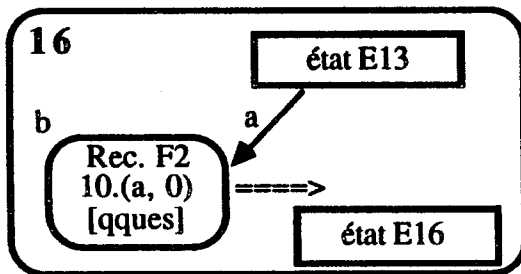 16
état E13
a
b
Rec. F2
10.(a, 0)
[qques]
====>
état E16